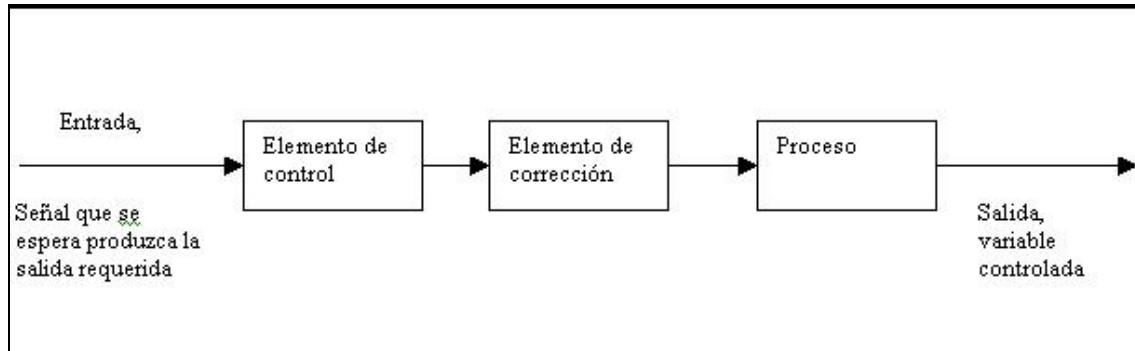 Entrada,
Elemento de
control
Elemento de
corrección
Proceso
Señal que se
espera produzca la
salida requerida
Salida,
variable
controlada